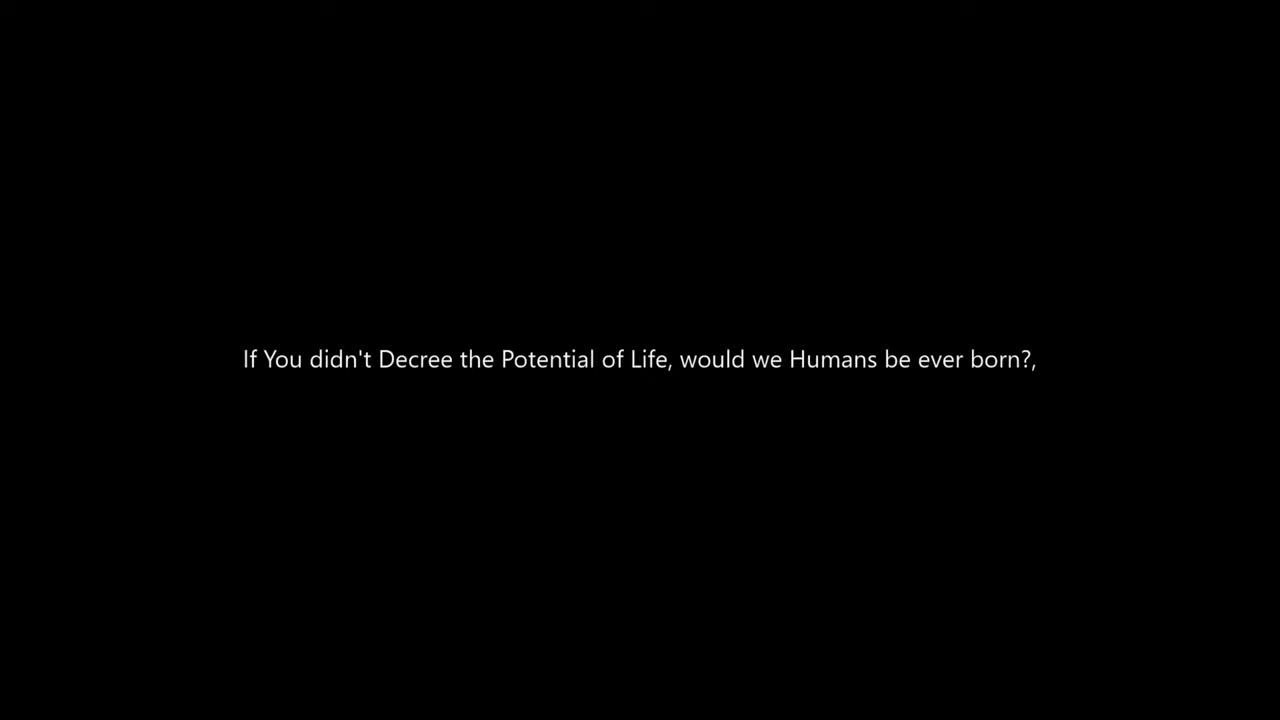 If You didn't Decree the Potential of Life, would we Humans be ever born?,